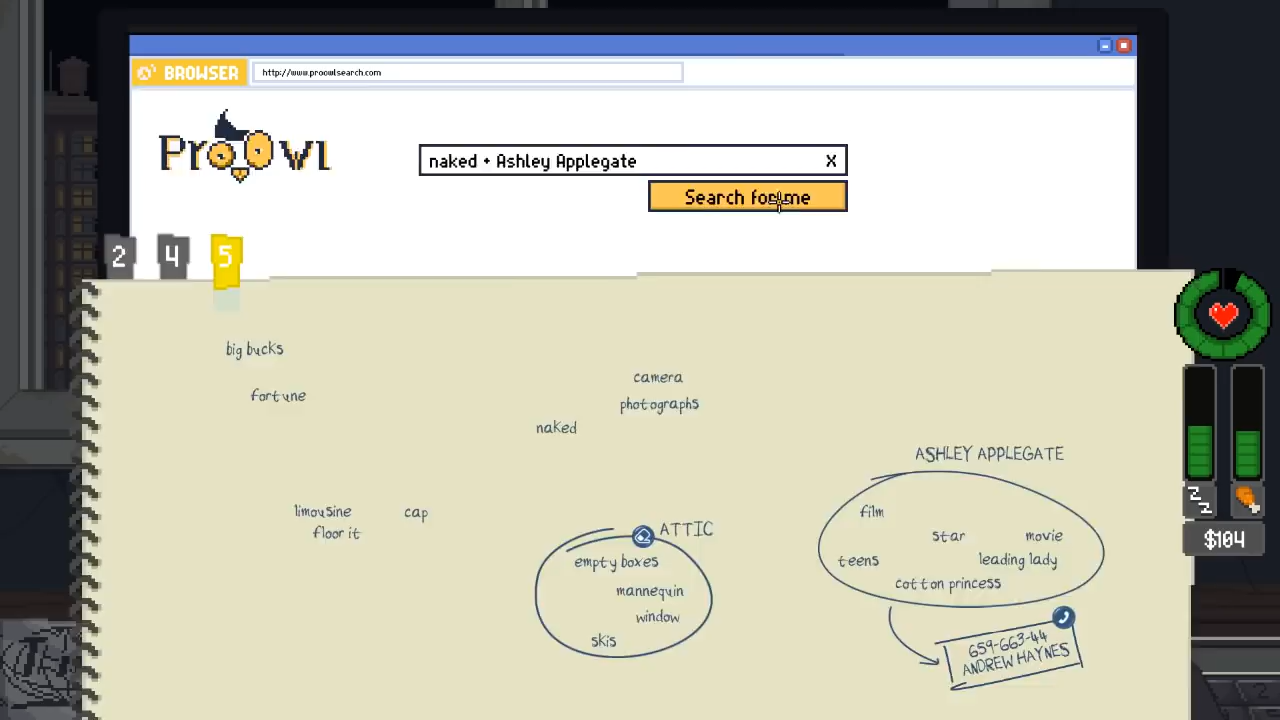 BROWSER
http://www.proowlsearch.com
PrOOwl
naked + Ashley Applegate
X
Search for me
2
4
5
big bucks
fortune
camera
photographs
naked
ASHLEY APPLEGATE
film
star
movie
teens
leading lady
cotton princess
limousine
cap
floor it
ATTIC
empty boxes
mannequin
window
skis
659-663-44
ANDREW HAYNES
z z
$104